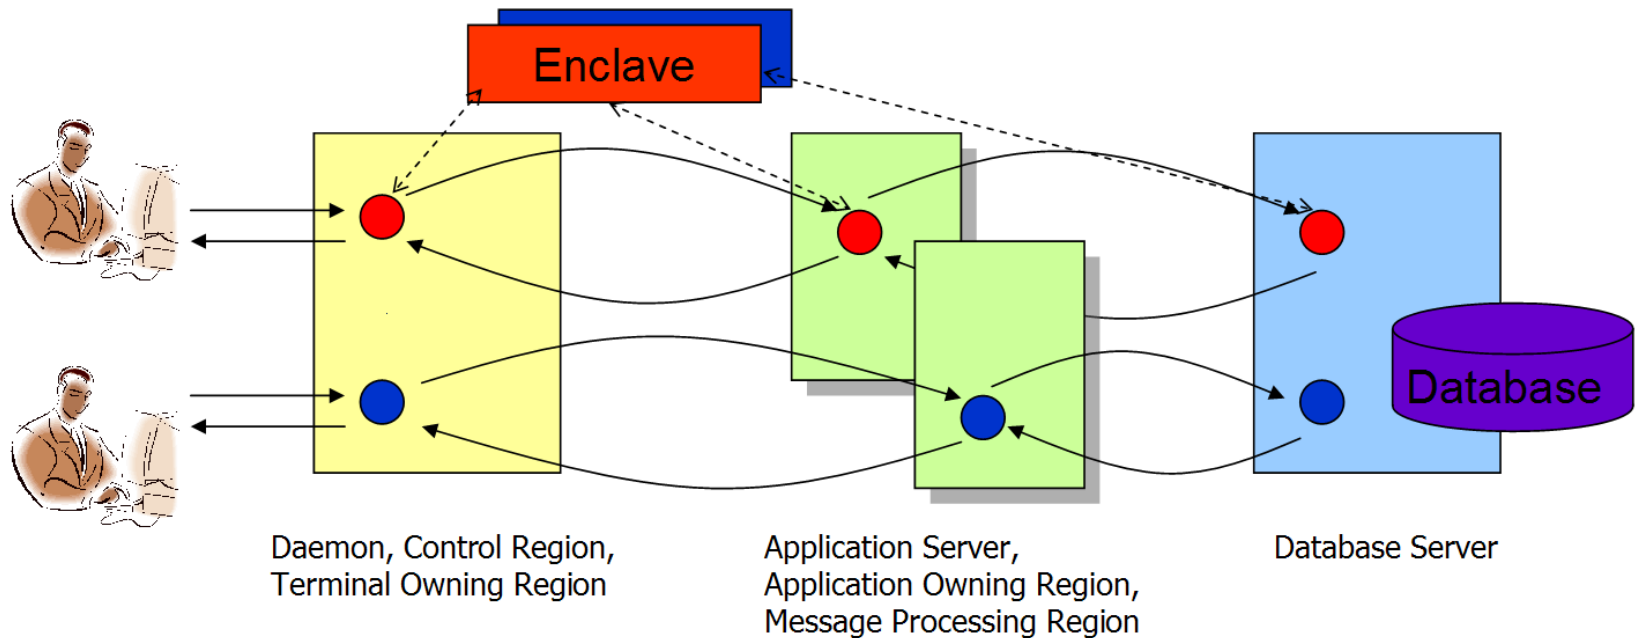 Enclave
Database
Daemon, Control Region,
Terminal Owning Region
Application Server,
Application Owning Region,
Message Processing Region
Database Server